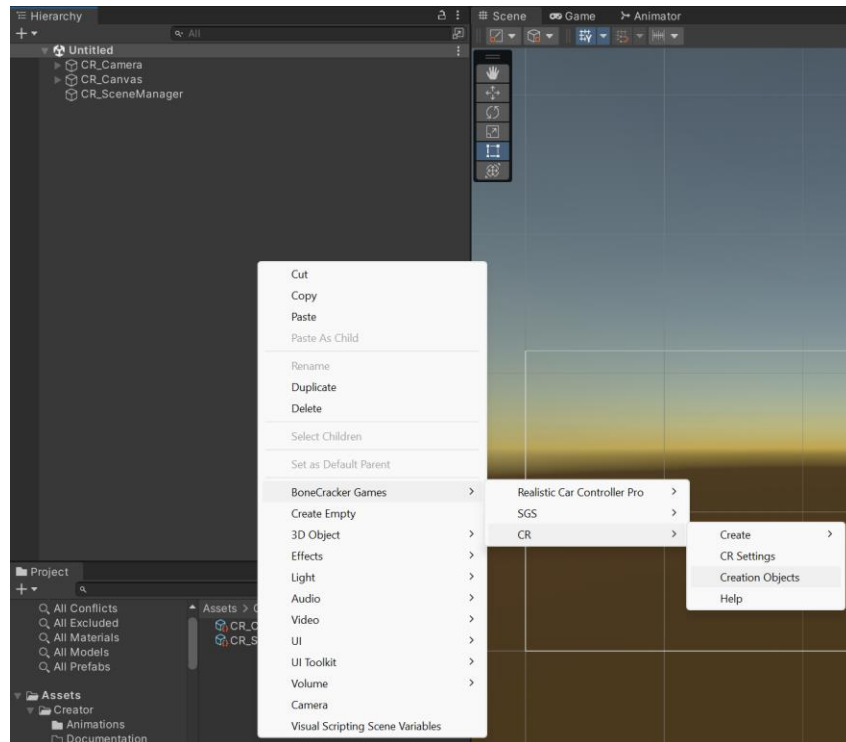 Hierarchy
All
Untitled
CR_Camera
CR_Canvas
CR_SceneManager
Scene
Game
Animator
Cut
Copy
Paste
Paste As Child
Rename
Duplicate
Delete
Select Children
Set as Default Parent
BoneCracker Games
Create Empty
3D Object
Effects
Light
Audio
Video
UI
UI Toolkit
Volume
Camera
Visual Scripting Scene Variables
Realistic Car Controller Pro
SGS
CR
Create
CR Settings
Creation Objects
Help
Project
All Conflicts
All Excluded
All Materials
All Models
All Prefabs
Assets
Creator
Animations
Documentation
Assets >
CR_
CR_S